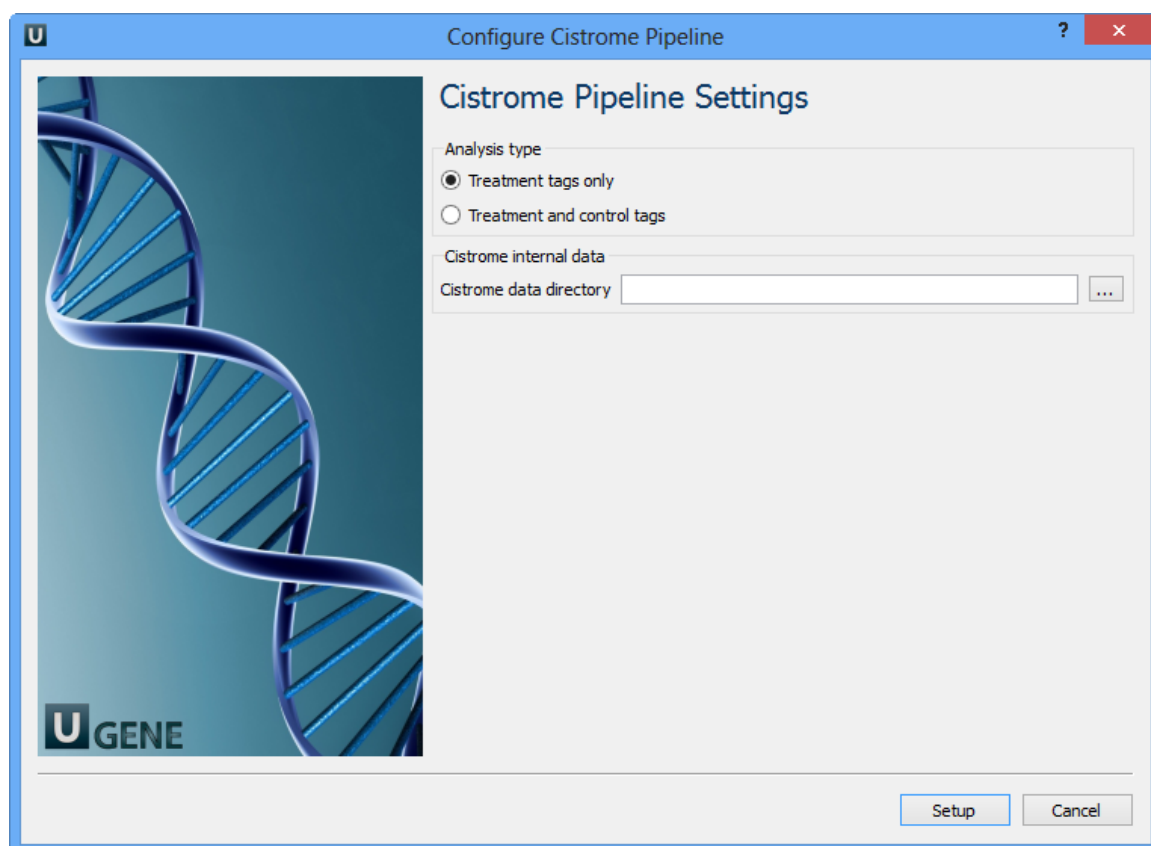 U
Configure Cistrome Pipeline
?
Cistrome Pipeline Settings
Analysis type
Treatment tags only
Treatment and control tags
Cistrome internal data
Cistrome data directory
...
U GENE
Setup
Cancel